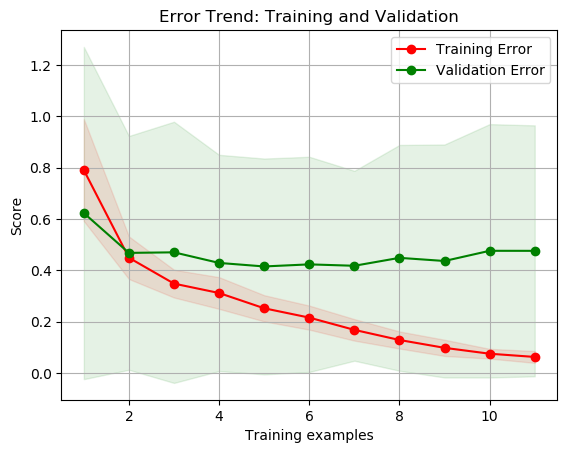 Error Trend: Training and Validation
Training Error
Validation Error
1.2
1.0
0.8
0.6
0.4
0.2
0.0
Score
2
4
6
8
10
Training examples